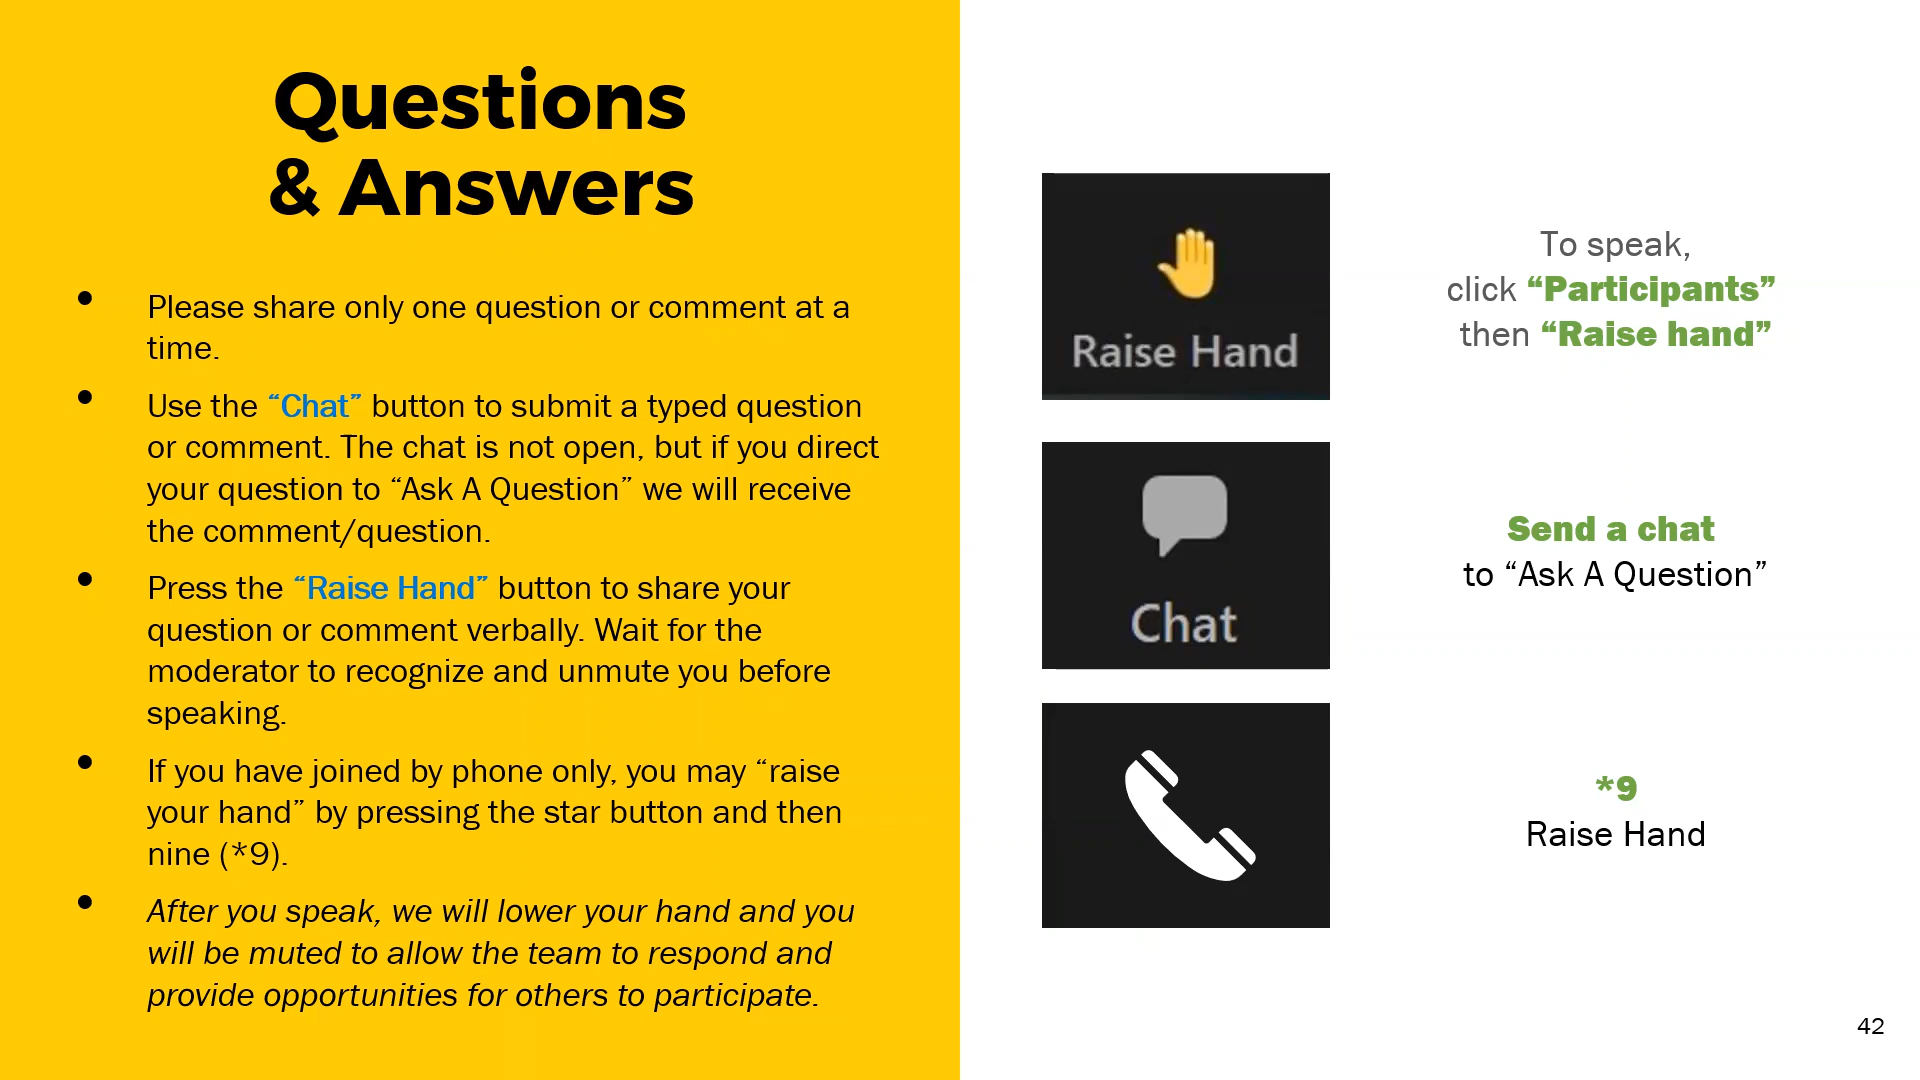 Questions
& Answers
• Please share only one question or comment at a
time.
• Use the “Chat” button to submit a typed question
or comment. The chat is not open, but if you direct
your question to “Ask A Question” we will receive
the comment/question.
• Press the “Raise Hand” button to share your
question or comment verbally. Wait for the
moderator to recognize and unmute you before
speaking.
• If you have joined by phone only, you may “raise
your hand” by pressing the star button and then
nine (*9).
• After you speak, we will lower your hand and you
will be muted to allow the team to respond and
provide opportunities for others to participate.
Raise Hand
To speak,
click “Participants”
then “Raise hand”
Chat
Send a chat
to “Ask A Question”
*9
Raise Hand
42